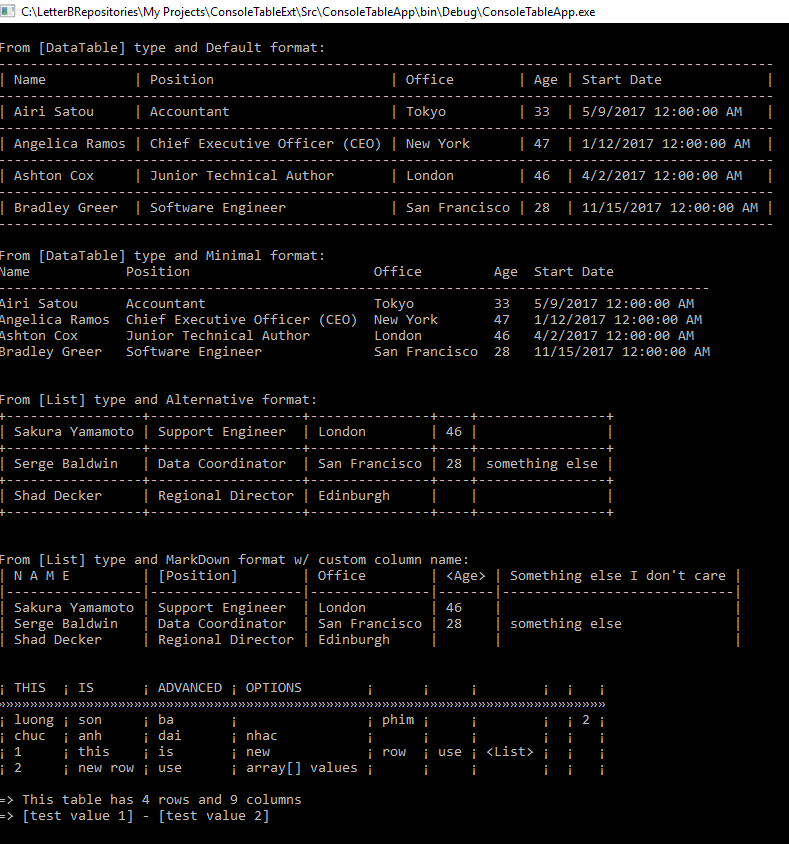 C:\LetterBRepositories\My Projects\ConsoleTableExt\Src\ConsoleTableApp\bin\Debug\ConsoleTableApp.exe
From [DataTable] type and Default format:
-------------------------------------------------------------------------------------------------
| Name           | Position                      | Office        | Age | Start Date             |
-------------------------------------------------------------------------------------------------
| Airi Satou     | Accountant                    | Tokyo         | 33  | 5/9/2017 12:00:00 AM   |
-------------------------------------------------------------------------------------------------
| Angelica Ramos | Chief Executive Officer (CEO) | New York      | 47  | 1/12/2017 12:00:00 AM  |
-------------------------------------------------------------------------------------------------
| Ashton Cox     | Junior Technical Author       | London        | 46  | 4/2/2017 12:00:00 AM   |
-------------------------------------------------------------------------------------------------
| Bradley Greer  | Software Engineer             | San Francisco | 28  | 11/15/2017 12:00:00 AM |
-------------------------------------------------------------------------------------------------
From [DataTable] type and Minimal format:
Name            Position                       Office         Age  Start Date
-----------------------------------------------------------------------------------------
Airi Satou      Accountant                     Tokyo          33   5/9/2017 12:00:00 AM
Angelica Ramos  Chief Executive Officer (CEO)  New York       47   1/12/2017 12:00:00 AM
Ashton Cox      Junior Technical Author        London         46   4/2/2017 12:00:00 AM
Bradley Greer   Software Engineer              San Francisco  28   11/15/2017 12:00:00 AM
From [List] type and Alternative format:
+-----------------+-------------------+---------------+----+----------------+
| Sakura Yamamoto | Support Engineer  | London        | 46 |                |
+-----------------+-------------------+---------------+----+----------------+
| Serge Baldwin   | Data Coordinator  | San Francisco | 28 | something else |
+-----------------+-------------------+---------------+----+----------------+
| Shad Decker     | Regional Director | Edinburgh     |    |                |
+-----------------+-------------------+---------------+----+----------------+
From [List] type and MarkDown format w/ custom column name:
| N A M E         | [Position]        | Office        | <Age> | Something else I don't care |
|-----------------|-------------------|---------------|-------|-----------------------------|
| Sakura Yamamoto | Support Engineer  | London        | 46    |                             |
| Serge Baldwin   | Data Coordinator  | San Francisco | 28    | something else              |
| Shad Decker     | Regional Director | Edinburgh     |       |                             |
¡ THIS  ¡ IS      ¡ ADVANCED ¡ OPTIONS        ¡      ¡     ¡        ¡  ¡   ¡
»»»»»»»»»»»»»»»»»»»»»»»»»»»»»»»»»»»»»»»»»»»»»»»»»»»»»»»»»»»»»»»»»»»»»»»»»»»»
¡ luong ¡ son     ¡ ba       ¡                ¡ phim ¡     ¡        ¡  ¡ 2 ¡
¡ chuc  ¡ anh     ¡ dai      ¡ nhac           ¡      ¡     ¡        ¡  ¡   ¡
¡ 1     ¡ this    ¡ is       ¡ new            ¡ row  ¡ use ¡ <List> ¡  ¡   ¡
¡ 2     ¡ new row ¡ use      ¡ array[] values ¡      ¡     ¡        ¡  ¡   ¡
=> This table has 4 rows and 9 columns
=> [test value 1] - [test value 2]